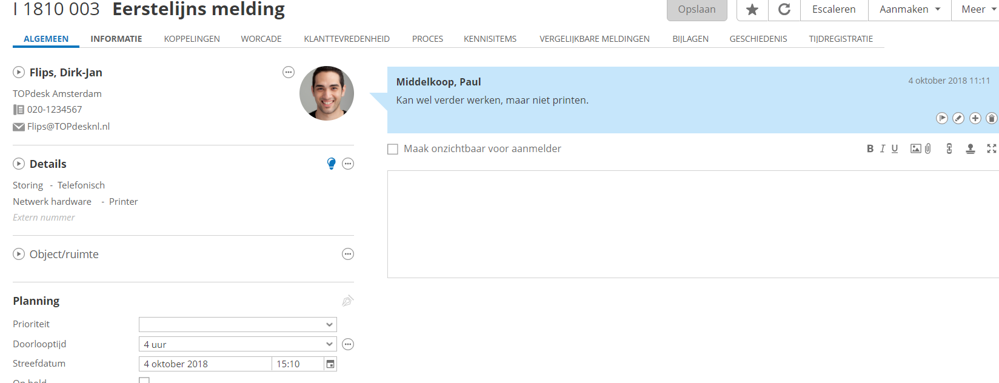 I 1810 003 Eerstelijns melding
Opslaan Escaleren Aanmaken Meer
ALGEMEEN INFORMATIE KOPPELINGEN WORCADE KLANTTEVREDENHEID PROCES KENNISITEMS VERGELIJKBARE MELDINGEN BIJLAGEN GESCHIEDENIS TIJDREGISTRATIE
Flips, Dirk-Jan
TOPdesk Amsterdam
020-1234567
Flips@TOPdesknl.nl
Details
Storing - Telefonisch
Netwerk hardware - Printer
Extern nummer
Object/ruimte
Planning
Prioriteit
Doorlooptijd 4 uur
Streefdatum 4 oktober 2018 15:10
On hold
Middelkoop, Paul 4 oktober 2018 11:11
Kan wel verder werken, maar niet printen.
Maak onzichtbaar voor aanmelder B I U